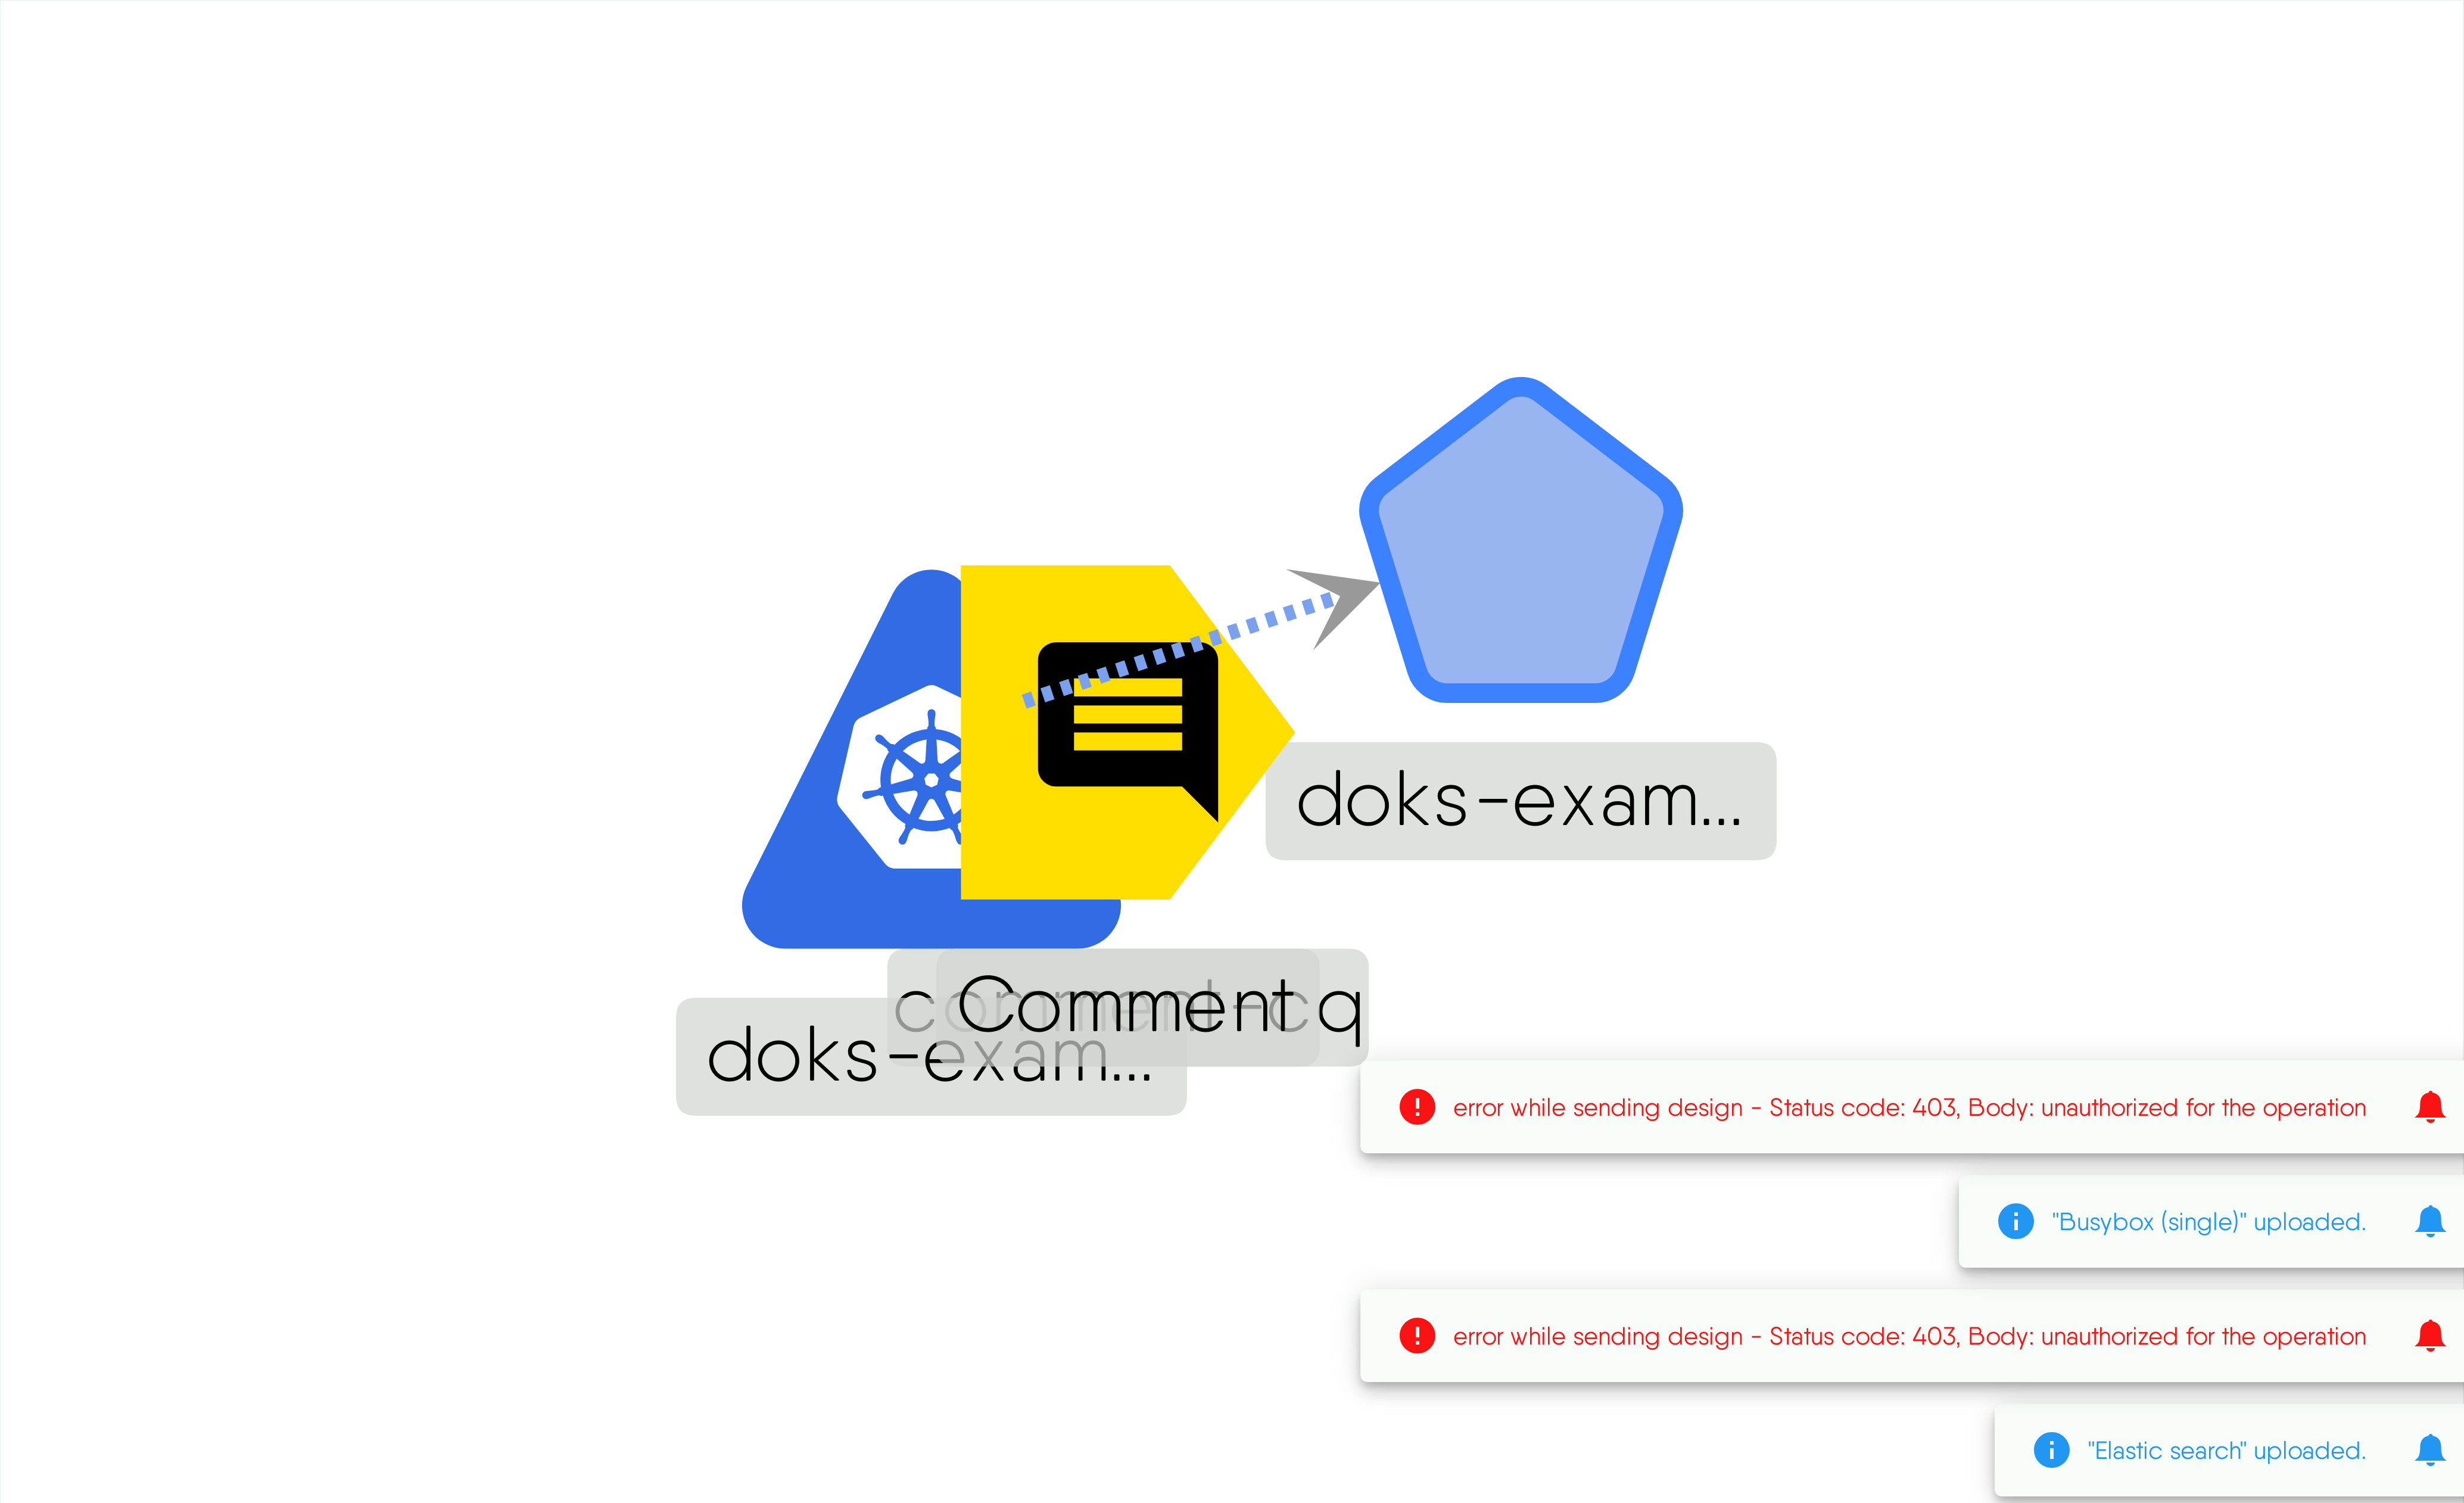 doks-exam...
Comment
q
doks-exam...
error while sending design - Status code: 403, Body: unauthorized for the operation
"Busybox (single)" uploaded.
error while sending design - Status code: 403, Body: unauthorized for the operation
"Elastic search" uploaded.